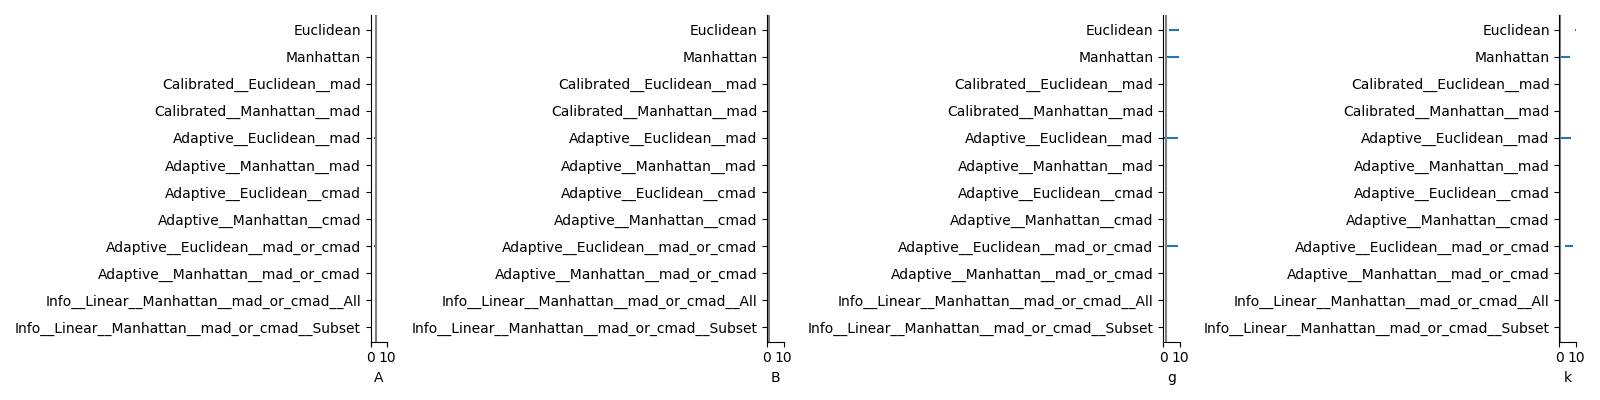 Euclidean
Manhattan
Calibrated__Euclidean__mad
Calibrated__Manhattan__mad
Adaptive__Euclidean__mad
Adaptive__Manhattan__mad
Adaptive__Euclidean__cmad
Adaptive__Manhattan__cmad
Adaptive__Euclidean__mad_or_cmad
Adaptive__Manhattan__mad_or_cmad
Info__Linear__Manhattan__mad_or_cmad__All
Info__Linear__Manhattan__mad_or_cmad__Subset
0 10
A
Euclidean
Manhattan
Calibrated__Euclidean__mad
Calibrated__Manhattan__mad
Adaptive__Euclidean__mad
Adaptive__Manhattan__mad
Adaptive__Euclidean__cmad
Adaptive__Manhattan__cmad
Adaptive__Euclidean__mad_or_cmad
Adaptive__Manhattan__mad_or_cmad
Info__Linear__Manhattan__mad_or_cmad__All
Info__Linear__Manhattan__mad_or_cmad__Subset
0 10
B
Euclidean
Manhattan
Calibrated__Euclidean__mad
Calibrated__Manhattan__mad
Adaptive__Euclidean__mad
Adaptive__Manhattan__mad
Adaptive__Euclidean__cmad
Adaptive__Manhattan__cmad
Adaptive__Euclidean__mad_or_cmad
Adaptive__Manhattan__mad_or_cmad
Info__Linear__Manhattan__mad_or_cmad__All
Info__Linear__Manhattan__mad_or_cmad__Subset
0 10
g
Euclidean
Manhattan
Calibrated__Euclidean__mad
Calibrated__Manhattan__mad
Adaptive__Euclidean__mad
Adaptive__Manhattan__mad
Adaptive__Euclidean__cmad
Adaptive__Manhattan__cmad
Adaptive__Euclidean__mad_or_cmad
Adaptive__Manhattan__mad_or_cmad
Info__Linear__Manhattan__mad_or_cmad__All
Info__Linear__Manhattan__mad_or_cmad__Subset
0 10
k